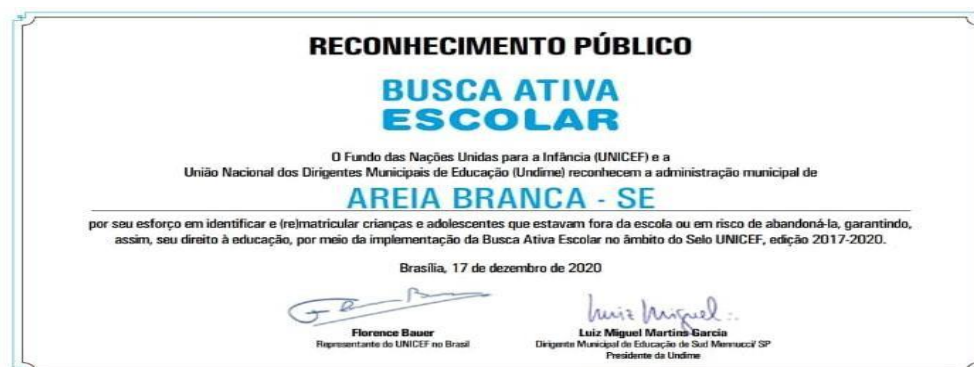 RECONHECIMENTO PÚBLICO
BUSCA ATIVA
ESCOLAR
O Fundo das Nações Unidas para a Infância (UNICEF) e a
União Nacional dos Dirigentes Municipais de Educação (Undime) reconhecem a administração municipal de
AREIA BRANCA - SE
por seu esforço em identificar e (re)matricular crianças e adolescentes que estavam fora da escola ou em risco de abandoná-la, garantindo,
assim, seu direito à educação, por meio da implementação da Busca Ativa Escolar no âmbito do Selo UNICEF, edição 2017-2020.
Brasília, 17 de dezembro de 2020
Luiz Miguel
Florence Bauer
Representante do UNICEF no Brasil
Luiz Miguel Martins Garcia
Dirigente Municipal de Educação de Sud Mennucci/ SP
Presidente da Undime